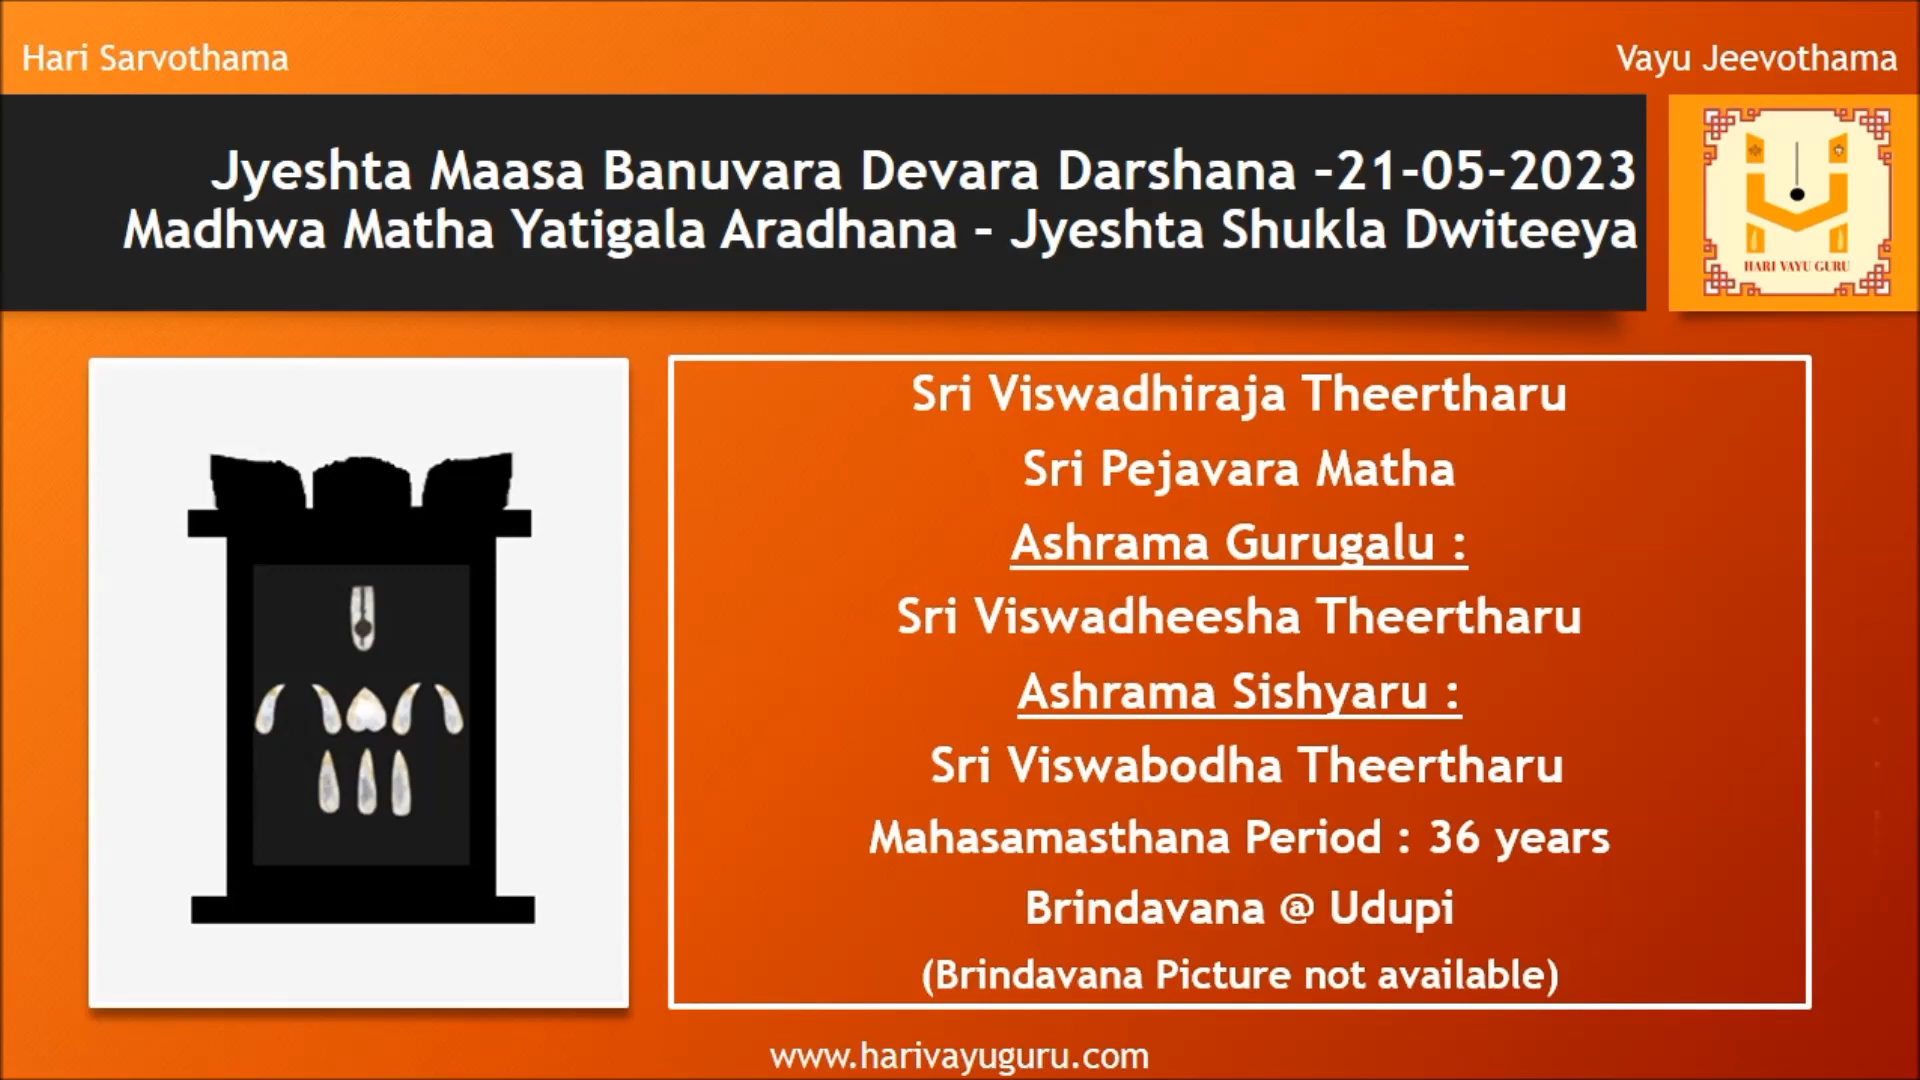 Hari Sarvothama
Vayu Jeevothama
Jyeshta Maasa Banuvara Devara Darshana -21-05-2023
Madhwa Matha Yatigala Aradhana - Jyeshta Shukla Dwiteeya
HARI VAYU GURU
Sri Viswadhiraja Theertharu
Sri Pejavara Matha
Ashrama Gurugalu :
Sri Viswadheesha Theertharu
Ashrama Sishyaru :
Sri Viswabodha Theertharu
Mahasamasthana Period : 36 years
Brindavana @ Udupi
(Brindavana Picture not available)
www.harivayuguru.com